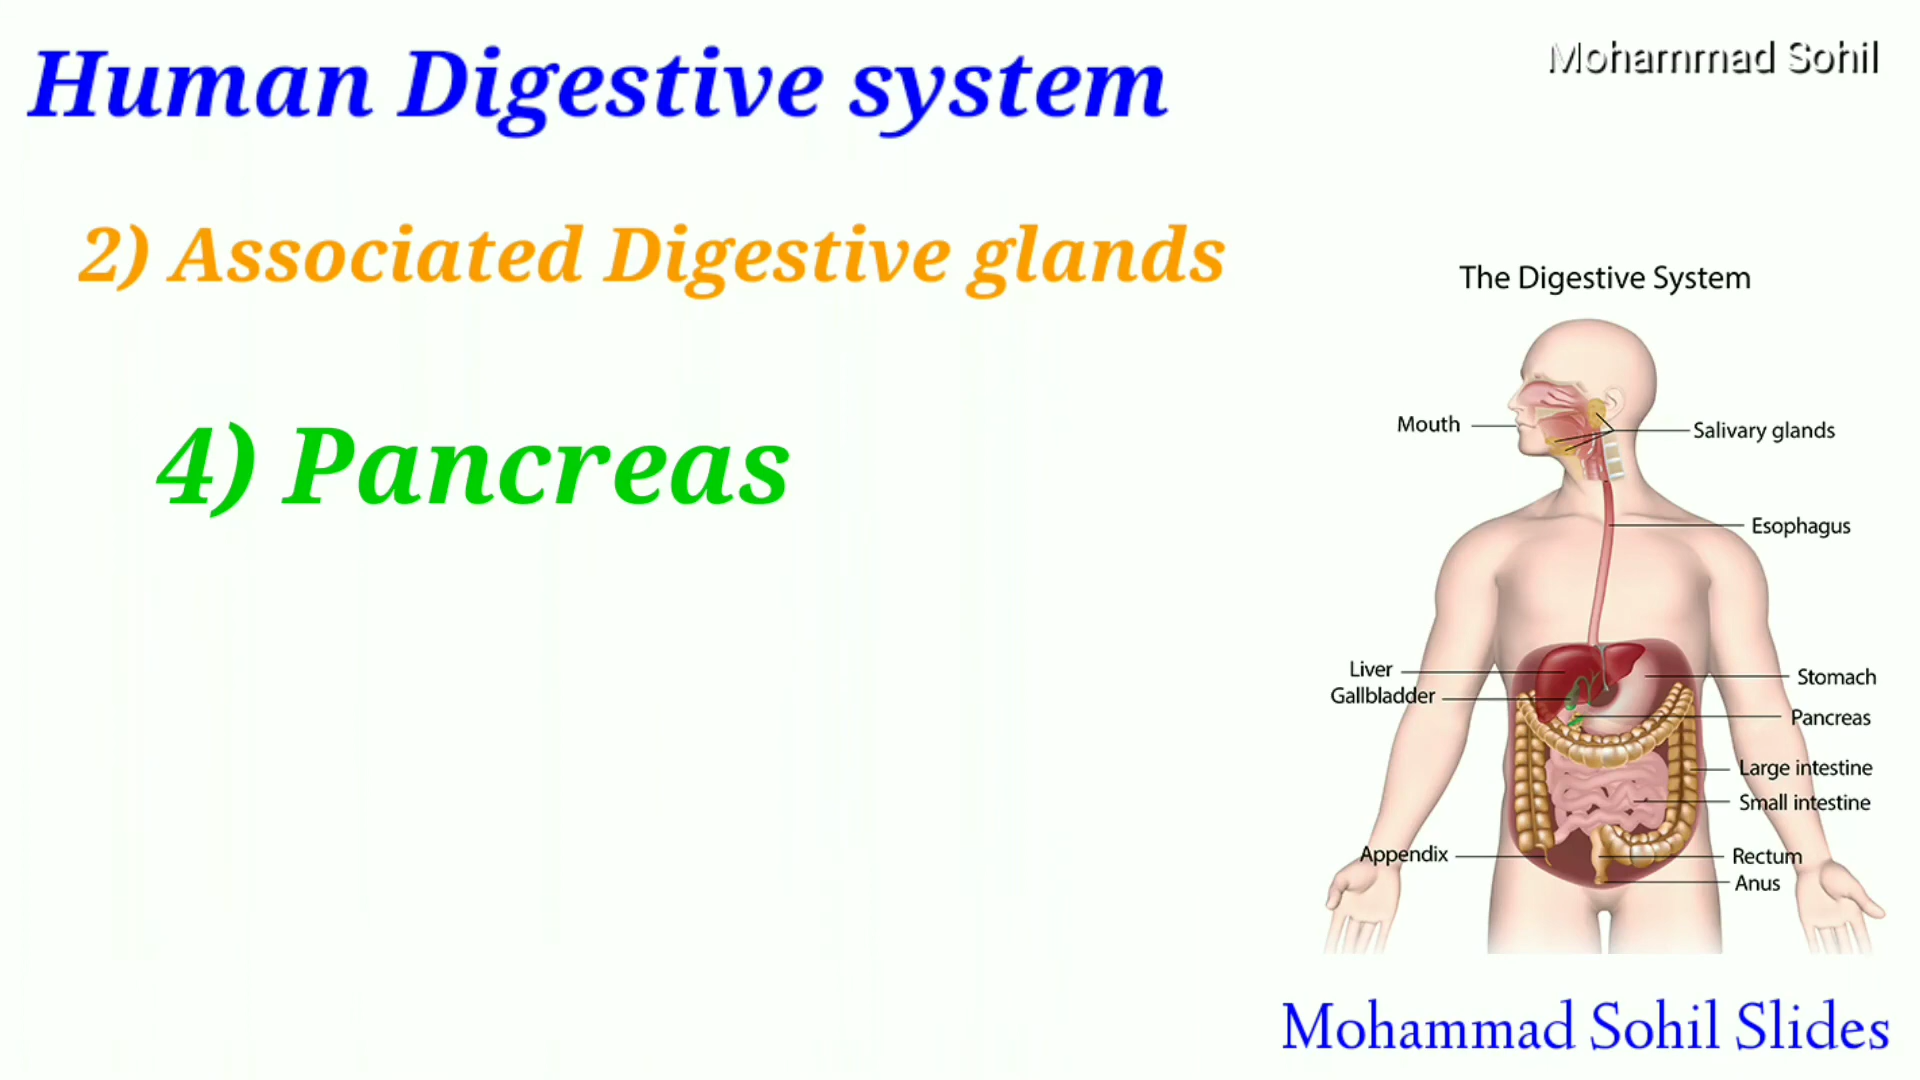 Human Digestive system
Mohammad Sohil
2) Associated Digestive glands
4) Pancreas
The Digestive System
Mouth
Salivary glands
Esophagus
Liver
Gallbladder
Stomach
Pancreas
Large intestine
Small intestine
Appendix
Rectum
Anus
Mohammad Sohil Slides